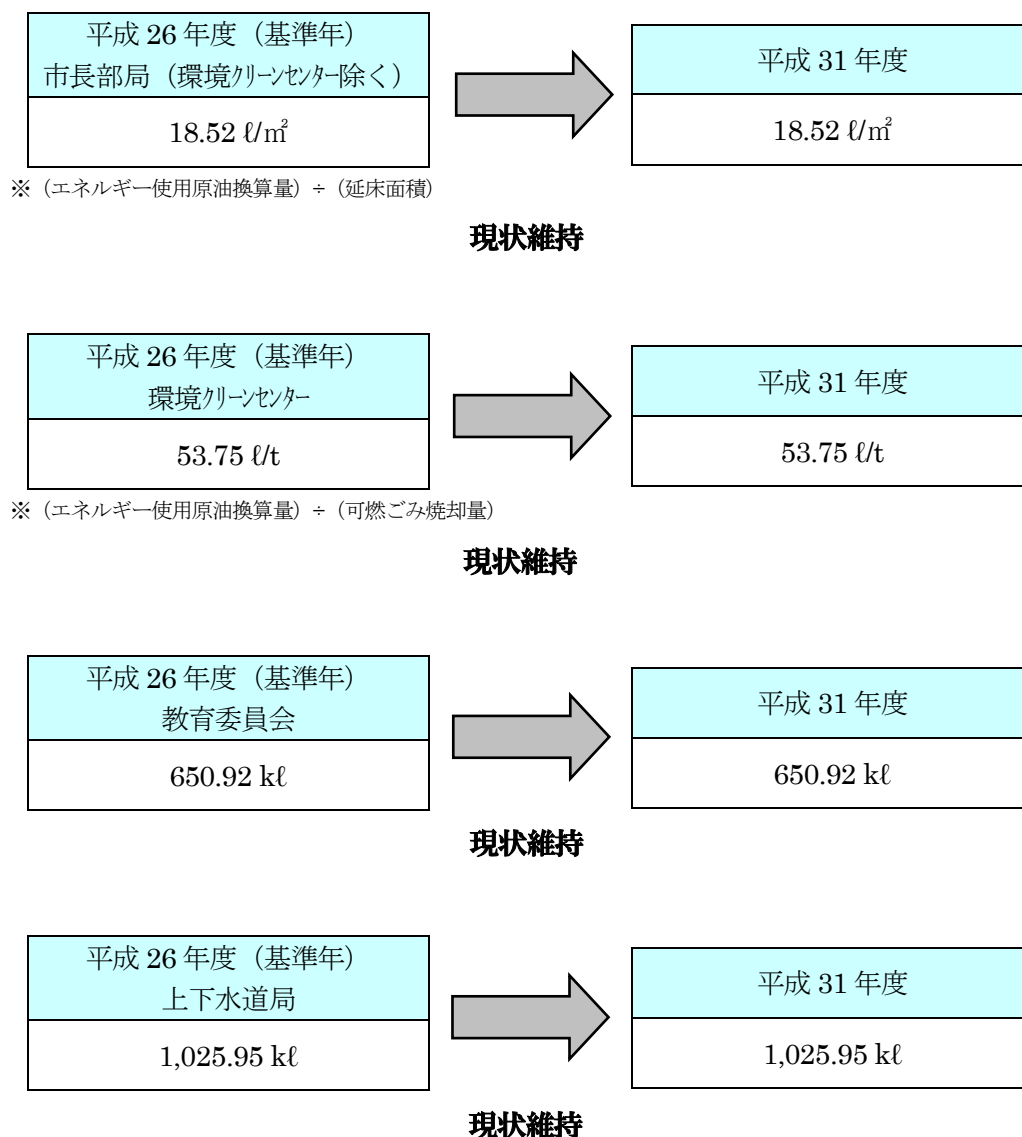 平成 26 年度（基準年）
市長部局（環境ｸﾘｰﾝｾﾝﾀｰ除く）
18.52 ℓ/㎡
平成 31 年度
18.52 ℓ/㎡
※（エネルギー使用原油換算量）÷（延床面積）
現状維持
平成 26 年度（基準年）
環境ｸﾘｰﾝｾﾝﾀｰ
53.75 ℓ/t
平成 31 年度
53.75 ℓ/t
※（エネルギー使用原油換算量）÷（可燃ごみ焼却量）
現状維持
平成 26 年度（基準年）
教育委員会
650.92 kℓ
平成 31 年度
650.92 kℓ
現状維持
平成 26 年度（基準年）
上下水道局
1,025.95 kℓ
平成 31 年度
1,025.95 kℓ
現状維持